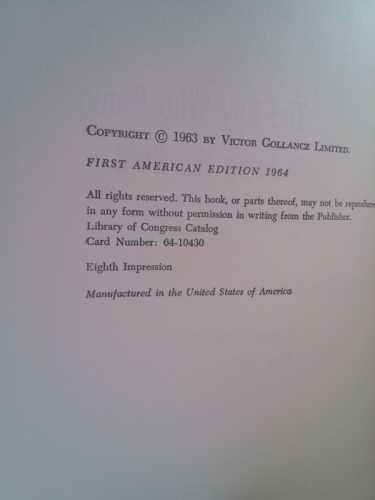 COPYRIGHT © 1963 BY VICTOR GOLLANCZ LIMITED.
FIRST AMERICAN EDITION 1964
All rights reserved. This book, or parts thereof, may not be reproduce
in any form without permission in writing from the Publisher.
Library of Congress Catalog
Card Number: 64-10430
Eighth Impression
Manufactured in the United States of America